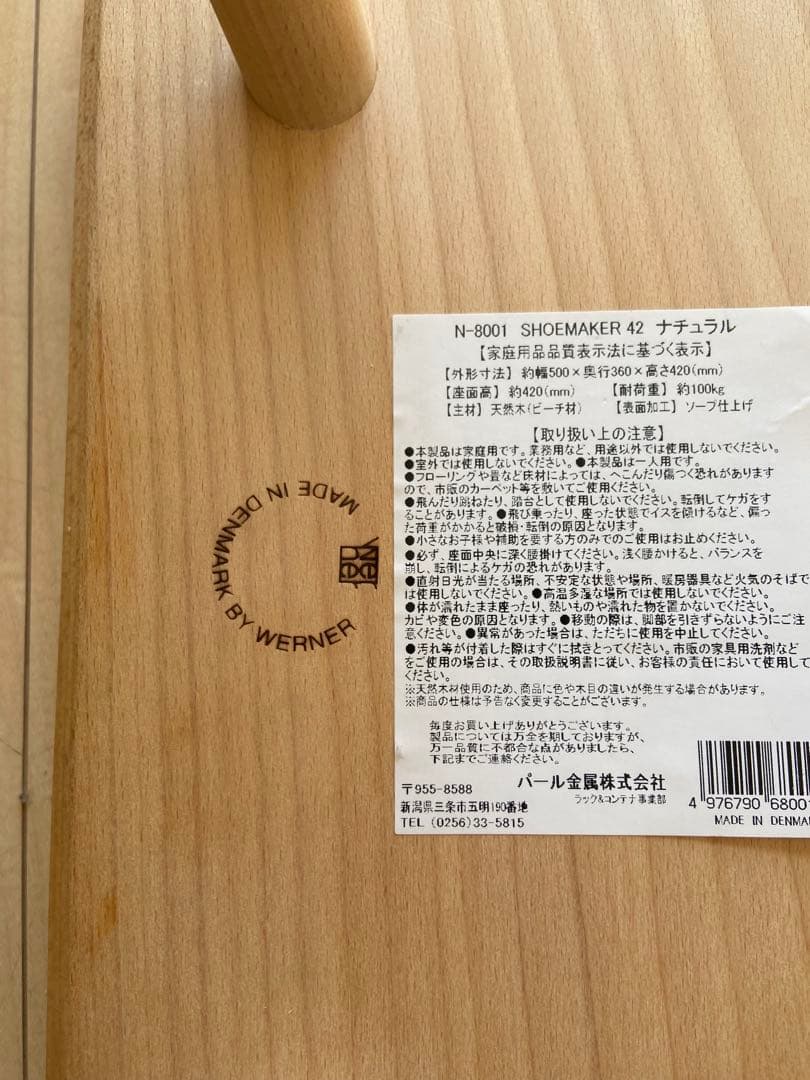 N-8001 SHOEMAKER 42 ナチュラル
【家庭用品品質表示法に基づく表示】
【外形寸法】 約幅500×奥行360×高さ420(mm)
【座面高】 約420(mm) 【耐荷重】 約100kg
【主材】 天然木(ビーチ材) 【表面加工】 ソープ仕上げ
【取り扱い上の注意】
●本製品は家庭用です。業務用など、用途以外では使用しないでください。
●室外では使用しないでください。●本製品は一人用です。
●フローリングや畳など床材によっては、へこんだり傷つく恐れがあります
ので、市販のカーペット等を敷いてご使用ください。
●飛んだり跳ねたり、踏台として使用しないでください。転倒してケガをす
ることがあります。●飛び乗ったり、座った状態でイスを傾けるなど、偏っ
た荷重がかかると破損・転倒の原因となります。
●小さなお子様や補助を要する方のみでのご使用はお止めください。
●必ず、座面中央に深く腰掛けてください。浅く腰かけると、バランスを
崩し、転倒によるケガの恐れがあります。
●直射日光が当たる場所、不安定な状態や場所、暖房器具など火気のそばで
は使用しないでください。●高温多湿な場所では使用しないでください。
●体が濡れたまま座ったり、熱いものや濡れた物を置かないでください。
カビや変色の原因となります。●移動の際は、脚部を引きずらないようにご注
意ください。●異常があった場合は、ただちに使用を中止してください。
●汚れ等が付着した際はすぐに拭きとってください。市販の家具用洗剤など
をご使用の場合は、その取扱説明書に従い、お客様の責任において使用して
ください。
※天然木材使用のため、商品に色や木目の違いが発生する場合があります。
※商品の仕様は予告なく変更することがございます。
毎度お買い上げありがとうございます。
製品については万全を期しておりますが、
万一品質に不都合な点がありましたら、
下記までご連絡ください。
〒955-8588 パール金属株式会社
ラック&コンテナ事業部
新潟県三条市五明190番地
TEL (0256)33-5815
4 976790 68001
MADE IN DENMA
MADE IN DENMARK BY WERNER